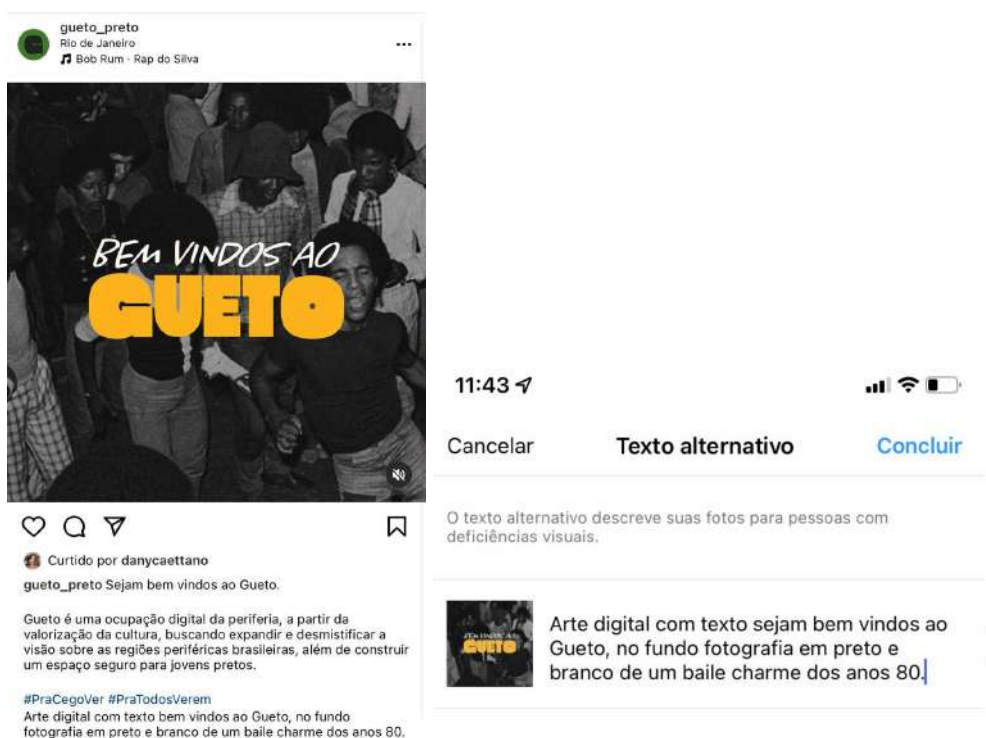 gueto_preto
Rio de Janeiro
Bob Rum - Rap do Silva
BEM VINDOS AO
GUETO
Curtido por danycaettano
gueto_preto Sejam bem vindos ao Gueto.
Gueto é uma ocupação digital da periferia, a partir da
valorização da cultura, buscando expandir e desmistificar a
visão sobre as regiões periféricas brasileiras, além de construir
um espaço seguro para jovens pretos.
#PraCegoVer #PraTodosVerem
Arte digital com texto bem vindos ao Gueto, no fundo
fotografia em preto e branco de um baile charme dos anos 80.
11:43
Cancelar
Texto alternativo
Concluir
O texto alternativo descreve suas fotos para pessoas com
deficiências visuais.
BEM VINDOS AO
GUETO
Arte digital com texto sejam bem vindos ao
Gueto, no fundo fotografia em preto e
branco de um baile charme dos anos 80.